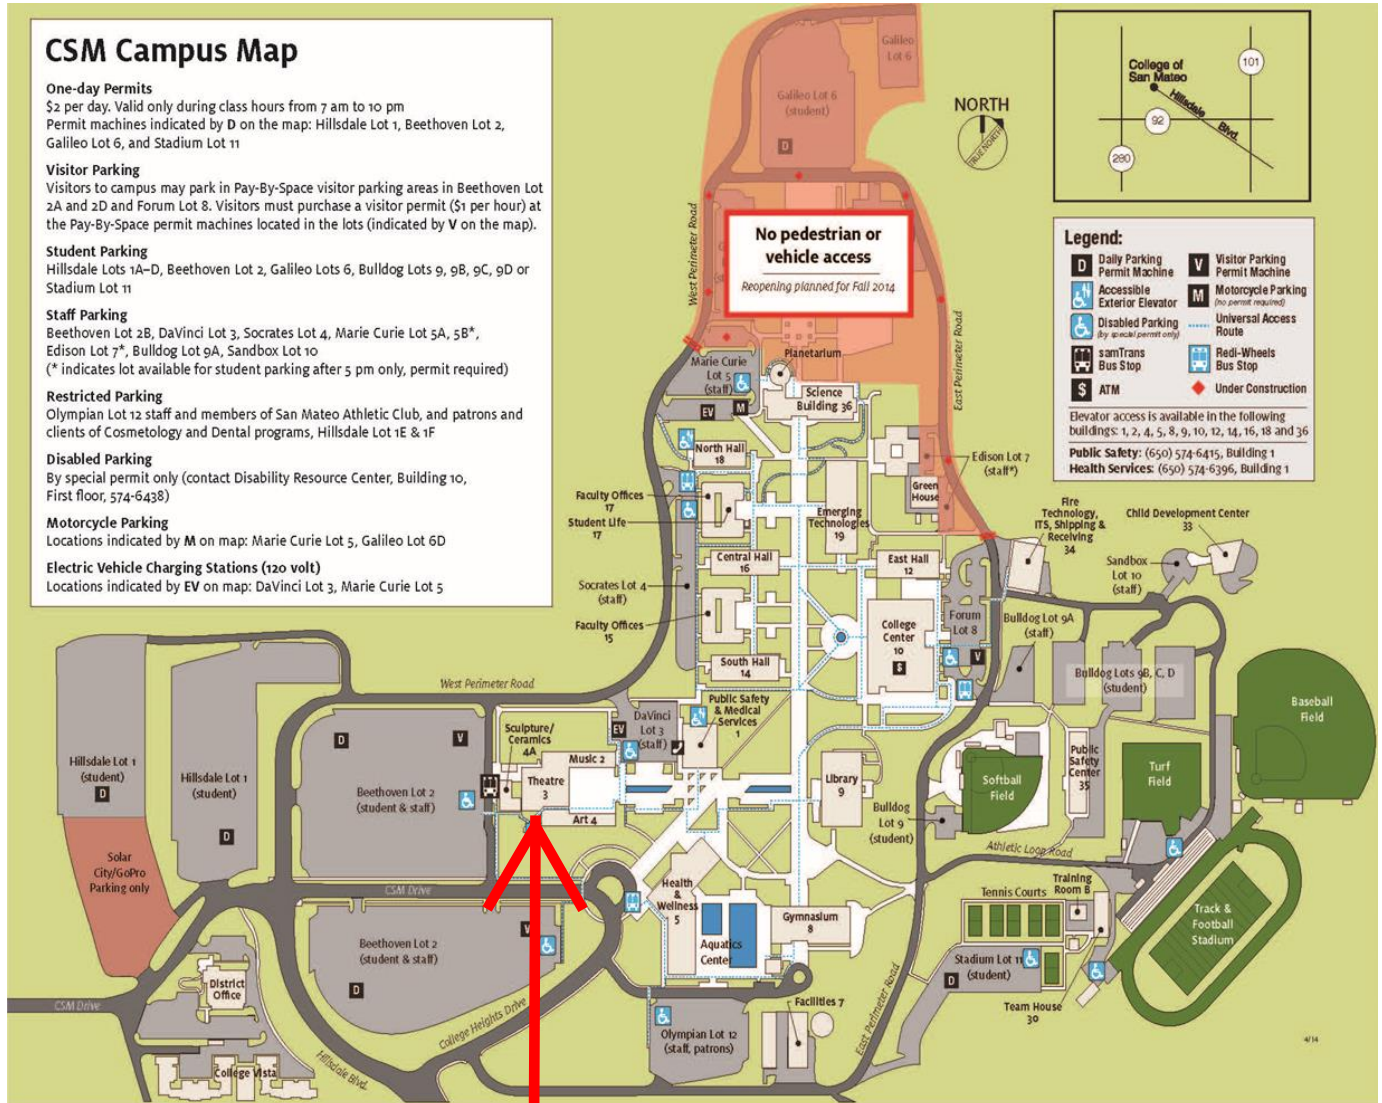 CSM Campus Map
One-day Permits
$2 per day. Valid only during class hours from 7 am to 10 pm
Permit machines indicated by D on the map: Hillsdale Lot 1, Beethoven Lot 2,
Galileo Lot 6, and Stadium Lot 11
Visitor Parking
Visitors to campus may park in Pay-By-Space visitor parking areas in Beethoven Lot
2A and 2D and Forum Lot 8. Visitors must purchase a visitor permit ($1 per hour) at
the Pay-By-Space permit machines located in the lots (indicated by V on the map).
Student Parking
Hillsdale Lots 1A–D, Beethoven Lot 2, Galileo Lots 6, Bulldog Lots 9, 9B, 9C, 9D or
Stadium Lot 11
Staff Parking
Beethoven Lot 2B, DaVinci Lot 3, Socrates Lot 4, Marie Curie Lot 5A, 5B*,
Edison Lot 7*, Bulldog Lot 9A, Sandbox Lot 10
(* indicates lot available for student parking after 5 pm only, permit required)
Restricted Parking
Olympian Lot 12 staff and members of San Mateo Athletic Club, and patrons and
clients of Cosmetology and Dental programs, Hillsdale Lot 1E & 1F
Disabled Parking
By special permit only (contact Disability Resource Center, Building 10,
First floor, 574-6438)
Motorcycle Parking
Locations indicated by M on map: Marie Curie Lot 5, Galileo Lot 6D
Electric Vehicle Charging Stations (120 volt)
Locations indicated by EV on map: DaVinci Lot 3, Marie Curie Lot 5
Galileo
Lot 6
Galileo Lot 6
(student)
D
NORTH
TRUE NORTH
College of
San Mateo
101
Hillsdale
Blvd.
92
280
Legend:
D
Daily Parking
Permit Machine
V
Visitor Parking
Permit Machine
Accessible
Exterior Elevator
M
Motorcycle Parking
(no permit required)
Disabled Parking
(by special permit only)
Universal Access
Route
samTrans
Bus Stop
Redi-Wheels
Bus Stop
$
ATM
Under Construction
Elevator access is available in the following
buildings: 1, 2, 4, 5, 8, 9, 10, 12, 14, 16, 18 and 36
Public Safety: (650) 574-6415, Building 1
Health Services: (650) 574-6396, Building 1
No pedestrian or
vehicle access
Reopening planned for Fall 2014
West Perimeter Road
East Perimeter Road
Planetarium
Marie Curie
Lot 5
(staff)
EV
M
Science
Building 36
North Hall
18
Edison Lot 7
(staff*)
Green
House
Faculty Offices
17
Student Life
17
Emerging
Technologies
19
Fire
Technology,
ITS, Shipping &
Receiving
34
Child Development Center
33
Central Hall
16
East Hall
12
Sandbox
Lot 10
(staff)
Socrates Lot 4
(staff)
Faculty Offices
15
College
Center
10
$
Forum
Lot 8
V
Bulldog Lot 9A
(staff)
South Hall
14
Bulldog Lots 9B, C, D
(student)
West Perimeter Road
Public Safety
& Medical
Services
1
DaVinci
Lot 3
(staff)
EV
Sculpture/
Ceramics
4A
Music 2
Theatre
3
Art 4
Library
9
Baseball
Field
Softball
Field
Public
Safety
Center
35
Turf
Field
Bulldog
Lot 9
(student)
Athletic Loop Road
Hillsdale Lot 1
(student)
D
Hillsdale Lot 1
(student)
D
D
V
Beethoven Lot 2
(student & staff)
Solar
City/GoPro
Parking only
CSM Drive
Health
&
Wellness
5
Aquatics
Center
Gymnasium
8
Tennis Courts
Training
Room B
Track &
Football
Stadium
Stadium Lot 11
(student)
D
Team House
30
V
Beethoven Lot 2
(student & staff)
D
District
Office
CSM Drive
College Heights Drive
Hillsdale Blvd.
College Vista
Olympian Lot 12
(staff, patrons)
Facilities 7
East Perimeter Road
4/14